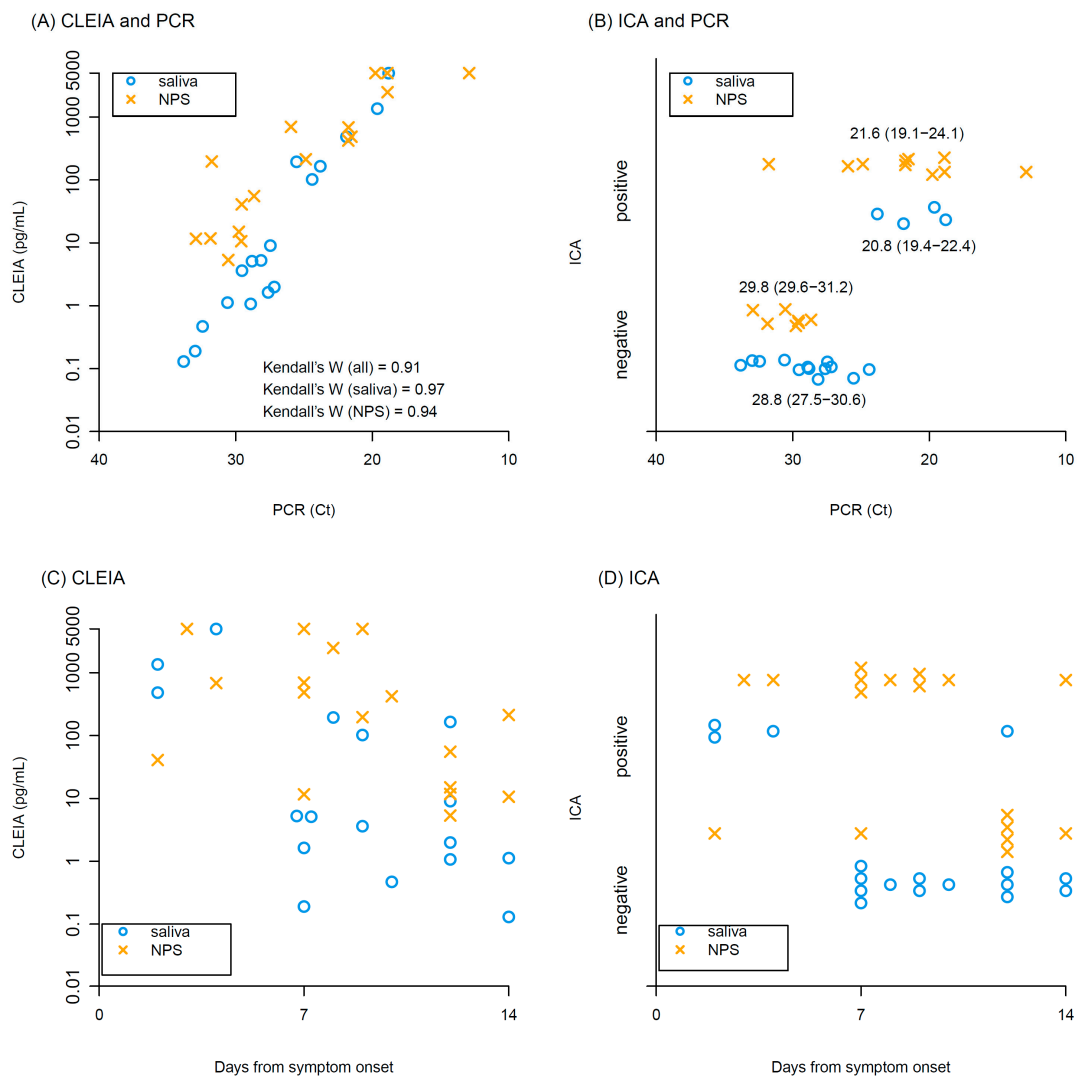 (A) CLEIA and PCR
5000
1000
100
10
1
0.1
0.01
CLEIA (pg/mL)
saliva
NPS
Kendall's W (all) = 0.91
Kendall's W (saliva) = 0.97
Kendall's W (NPS) = 0.94
40 30 20 10
PCR (Ct)
(B) ICA and PCR
positive
negative
ICA
saliva
NPS
21.6 (19.1−24.1)
20.8 (19.4−22.4)
29.8 (29.6−31.2)
28.8 (27.5−30.6)
40 30 20 10
PCR (Ct)
(C) CLEIA
5000
1000
100
10
1
0.1
0.01
CLEIA (pg/mL)
saliva
NPS
0 7 14
Days from symptom onset
(D) ICA
positive
negative
ICA
saliva
NPS
0 7 14
Days from symptom onset